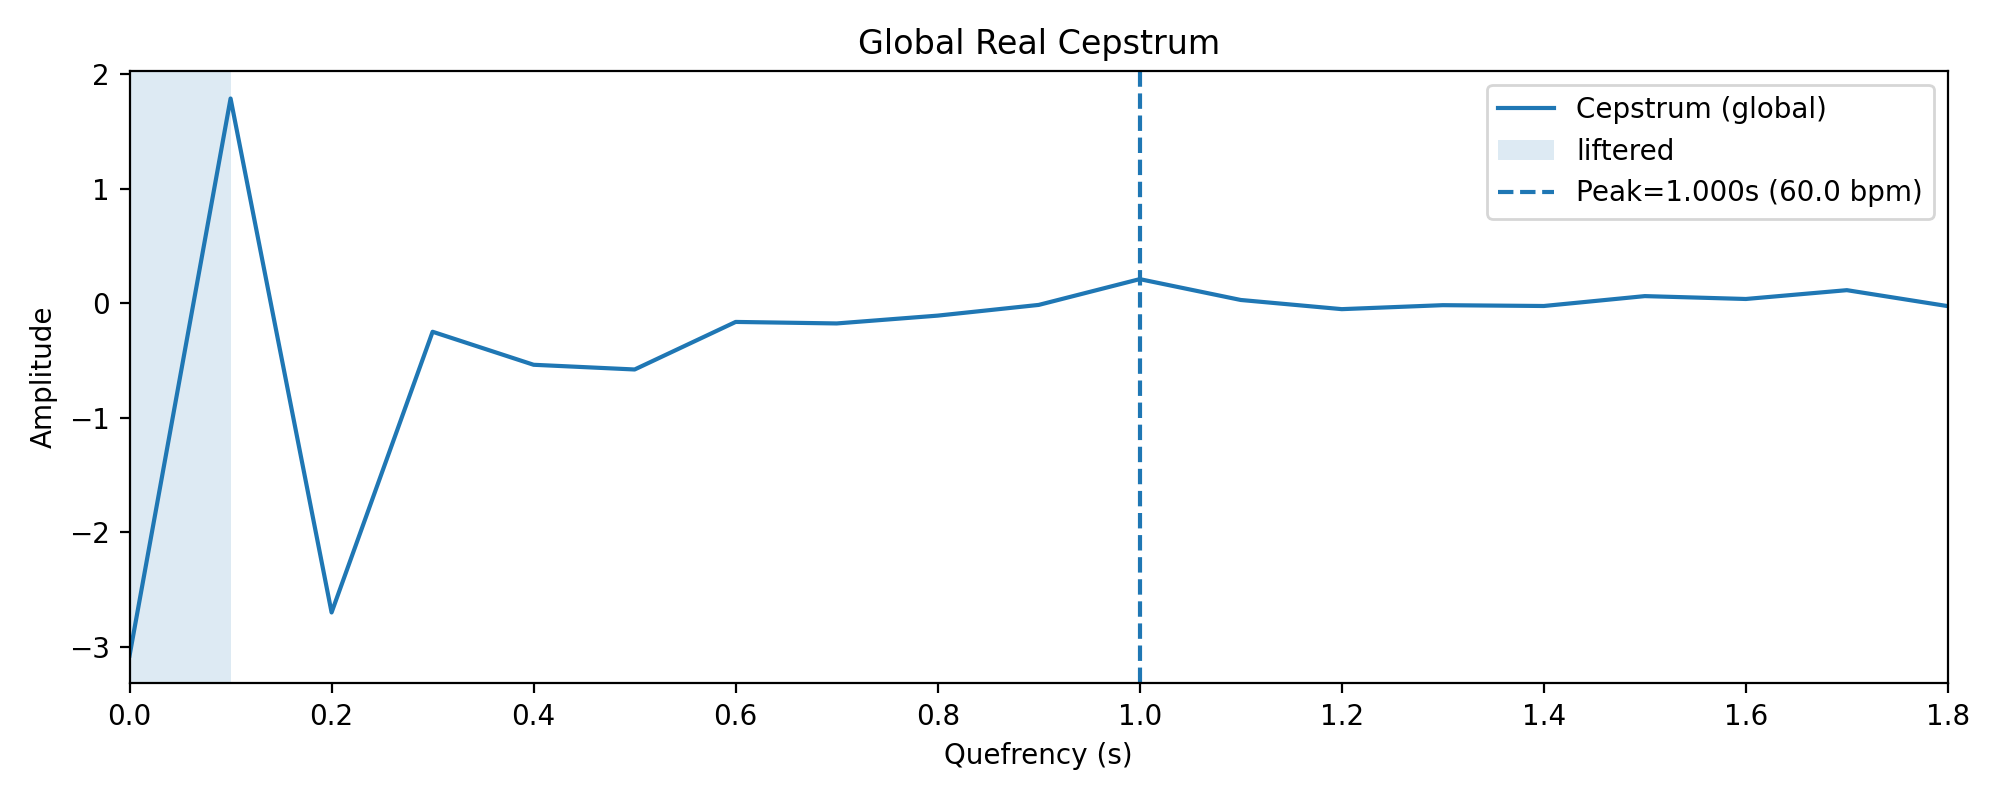 Global Real Cepstrum
Cepstrum (global)
liftered
Peak=1.000s (60.0 bpm)
Amplitude
2
1
0
−1
−2
−3
0.0 0.2 0.4 0.6 0.8 1.0 1.2 1.4 1.6 1.8
Quefrency (s)